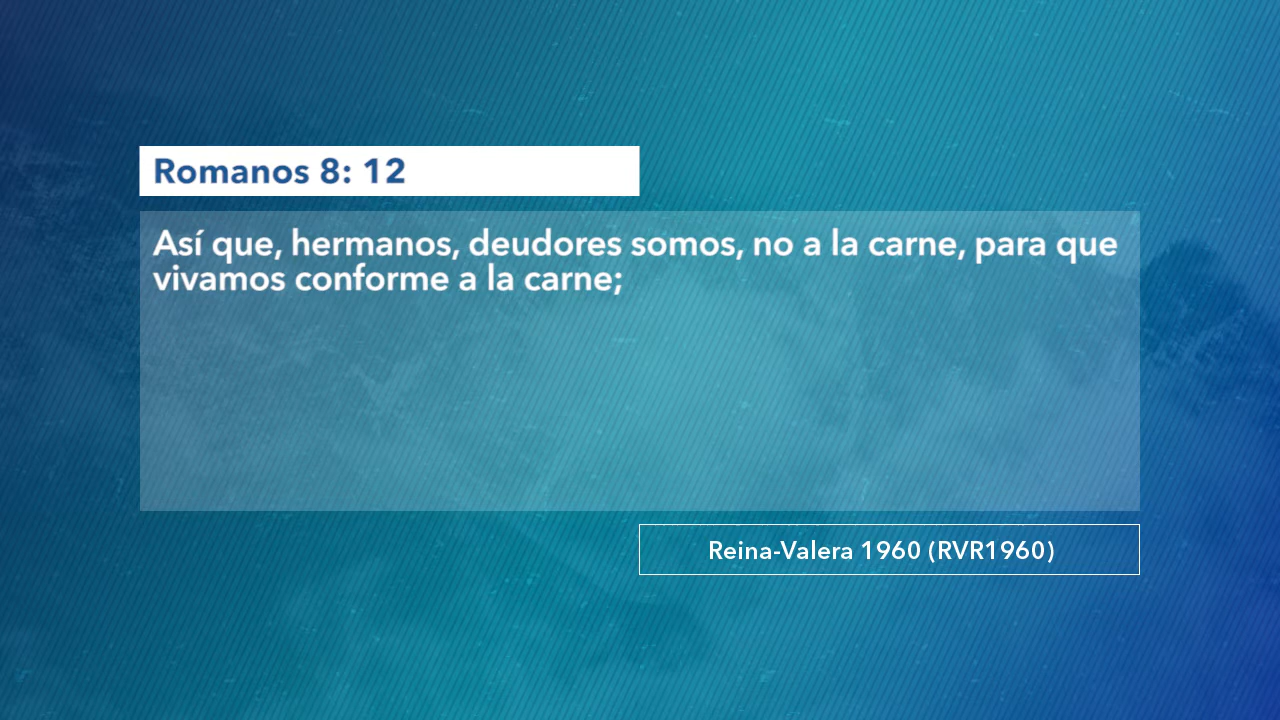 Romanos 8: 12
Así que, hermanos, deudores somos, no a la carne, para que
vivamos conforme a la carne;
Reina-Valera 1960 (RVR1960)